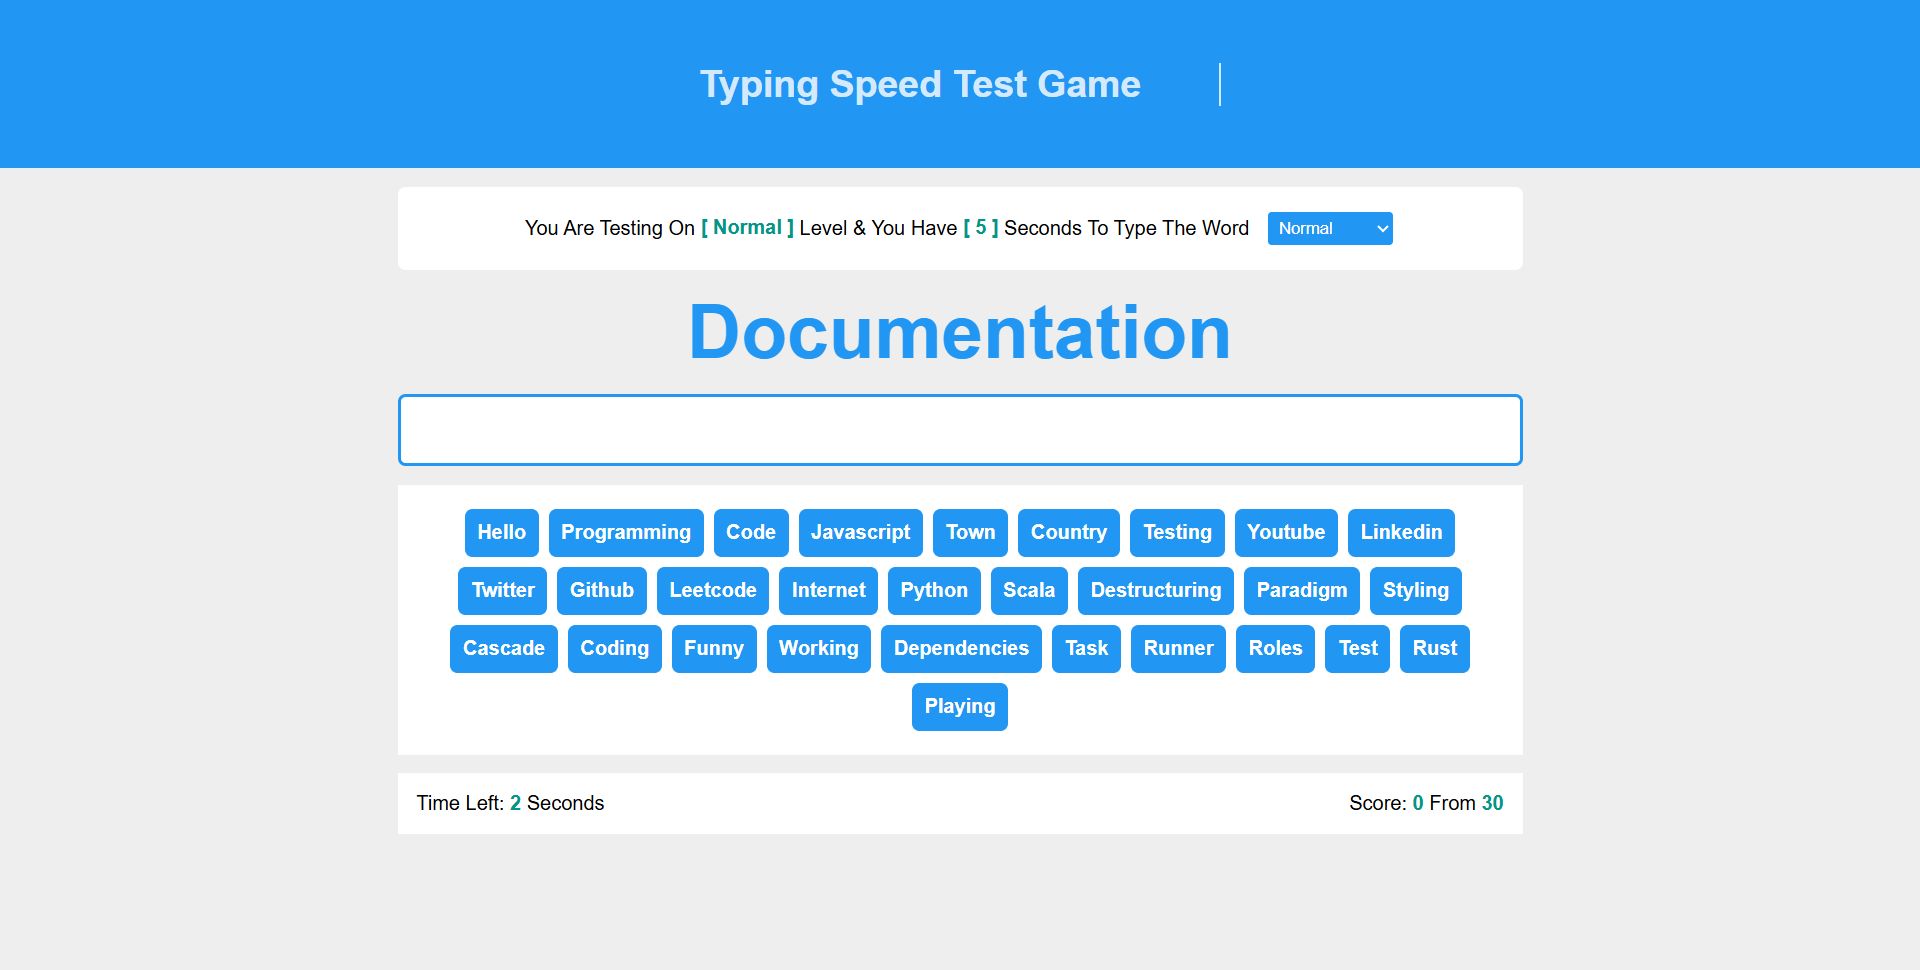 Typing Speed Test Game
You Are Testing On [ Normal ] Level & You Have [ 5 ] Seconds To Type The Word Normal
Documentation
Hello Programming Code Javascript Town Country Testing Youtube Linkedin
Twitter Github Leetcode Internet Python Scala Destructuring Paradigm Styling
Cascade Coding Funny Working Dependencies Task Runner Roles Test Rust
Playing
Time Left: 2 Seconds Score: 0 From 30